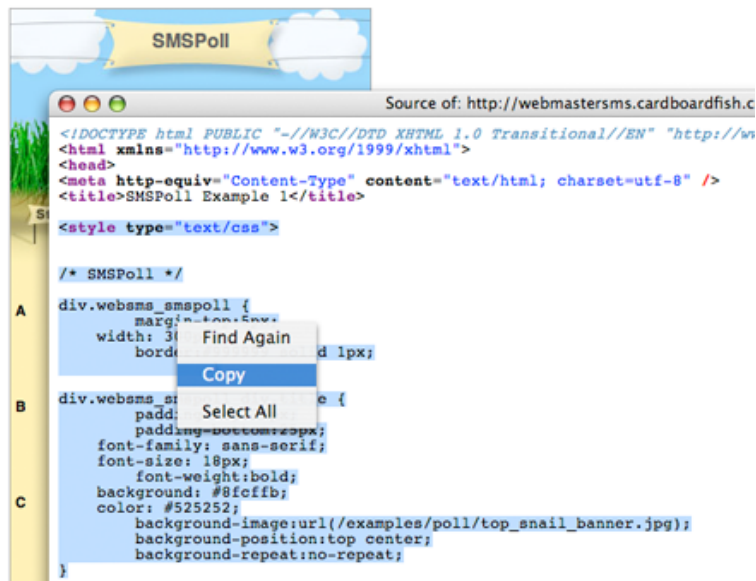 SMSPoll
Source of: http://webmastersms.cardboardfish.c
<!DOCTYPE html PUBLIC "-//W3C//DTD XHTML 1.0 Transitional//EN" "http://ww
<html xmlns="http://www.w3.org/1999/xhtml">
<head>
<meta http-equiv="Content-Type" content="text/html; charset=utf-8" />
<title>SMSPoll Example 1</title>
<style type="text/css">
/* SMSPoll */
A
div.websms_smspoll {
margin-top:5px;
width: 30
Find Again
bord
d 1px;
Copy
B
div.websms_sm
e {
padd
Select All
padding-bottom:25px;
font-family: sans-serif;
font-size: 18px;
font-weight:bold;
background: #8fcffb;
C
color: #525252;
background-image:url(/examples/poll/top_snail_banner.jpg);
background-position:top center;
background-repeat:no-repeat;
}